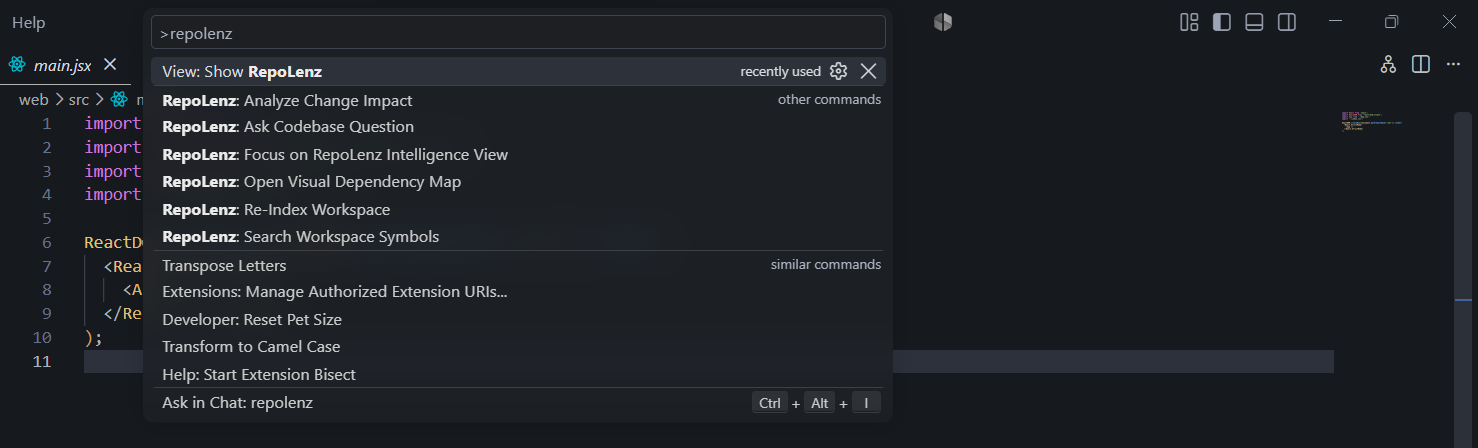 Help
>repolenz
main.jsx
View: Show RepoLenz recently used
web > src >
RepoLenz: Analyze Change Impact other commands
RepoLenz: Ask Codebase Question
RepoLenz: Focus on RepoLenz Intelligence View
RepoLenz: Open Visual Dependency Map
RepoLenz: Re-Index Workspace
RepoLenz: Search Workspace Symbols
Transpose Letters similar commands
Extensions: Manage Authorized Extension URIs...
Developer: Reset Pet Size
Transform to Camel Case
Help: Start Extension Bisect
Ask in Chat: repolenz Ctrl + Alt + I
1 import
2 import
3 import
4 import
5
6
7
8 <A
9
10 );
11